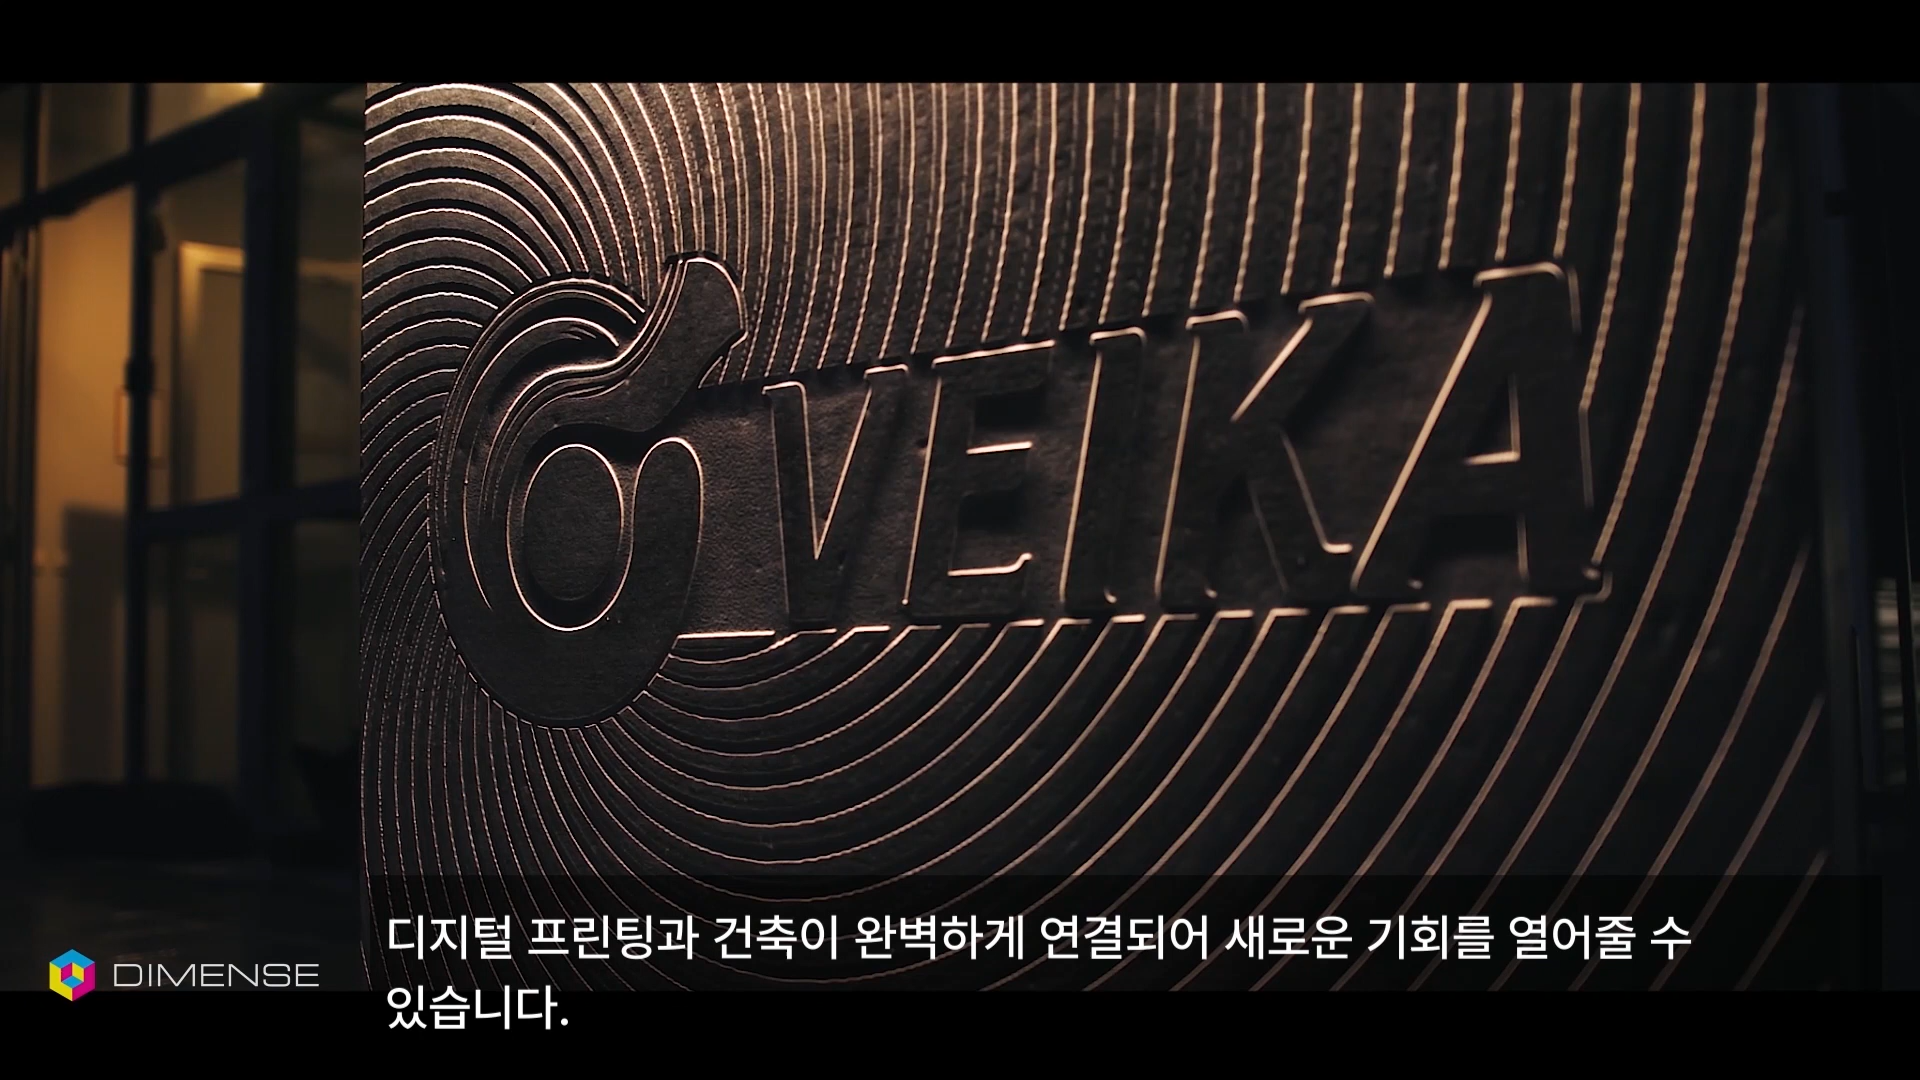 VEIKA
디지털 프린팅과 건축이 완벽하게 연결되어 새로운 기회를 열어줄 수
있습니다.
DIMENSE